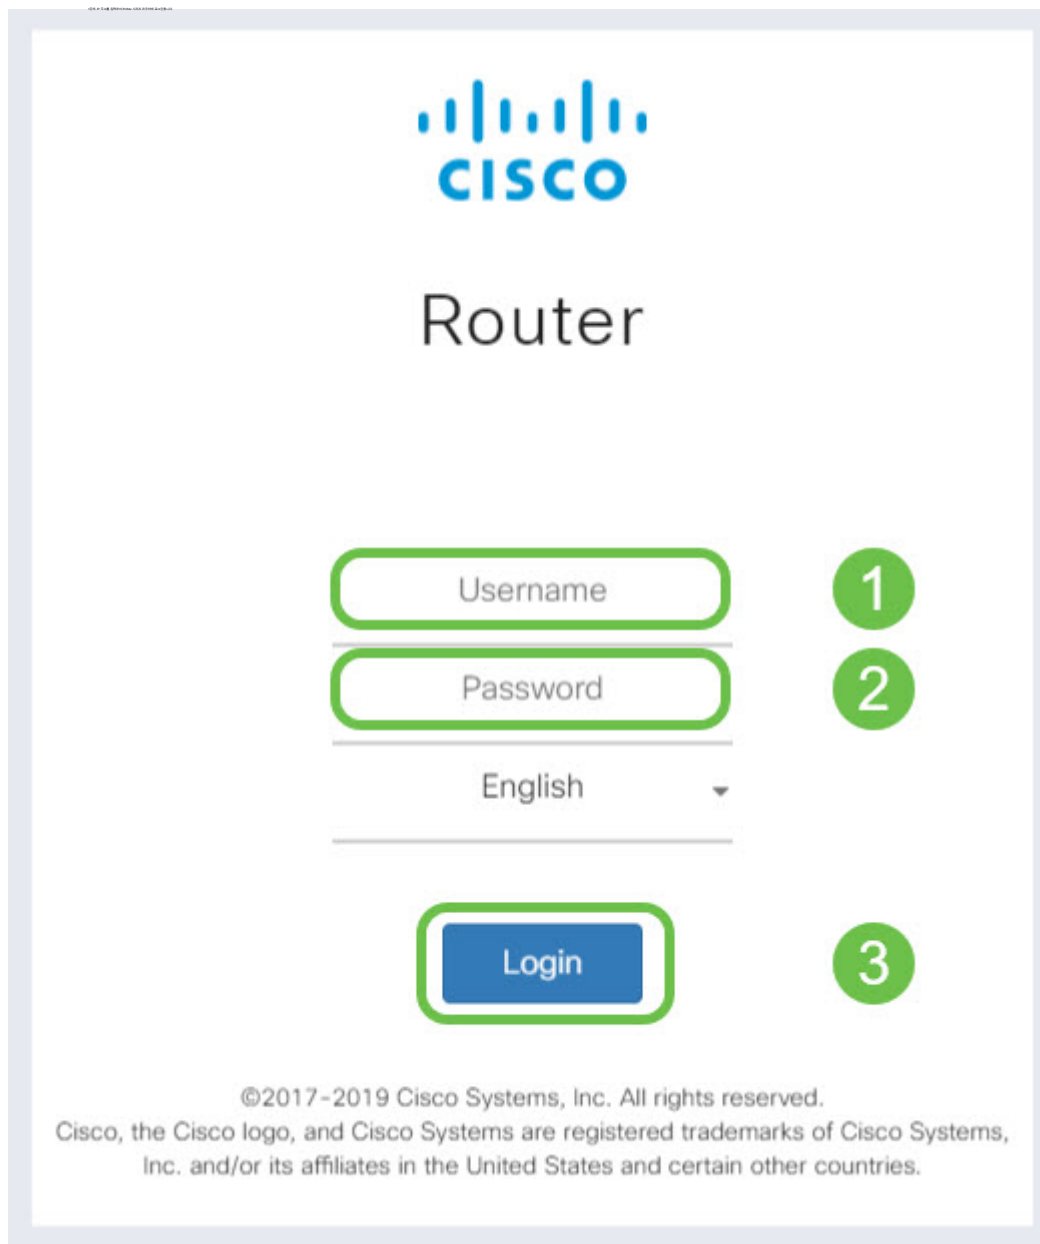 CISCO
Router
Username
1
Password
2
English
Login
3
©2017-2019 Cisco Systems, Inc. All rights reserved.
Cisco, the Cisco logo, and Cisco Systems are registered trademarks of Cisco Systems,
Inc. and/or its affiliates in the United States and certain other countries.